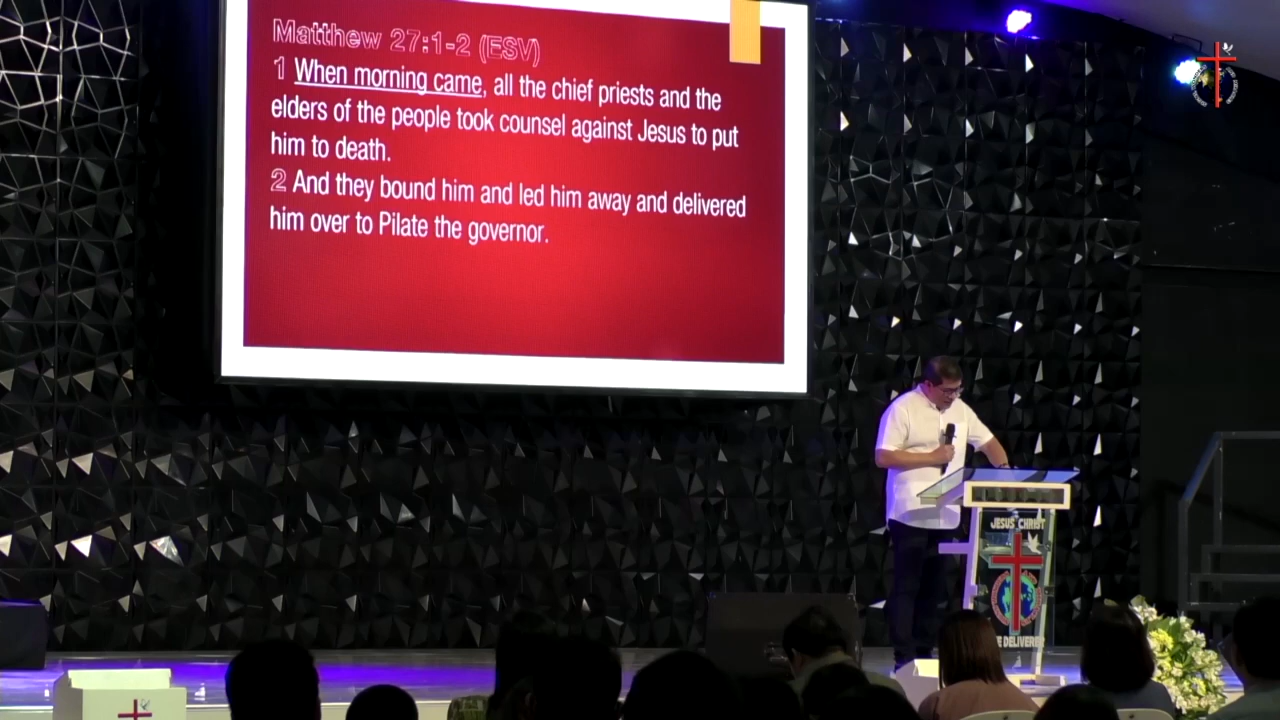 Matthew 27:1-2 (ESV)
1 When morning came, all the chief priests and the
elders of the people took counsel against Jesus to put
him to death.
2 And they bound him and led him away and delivered
him over to Pilate the governor.
JESUS CHRIST
THE DELIVERER